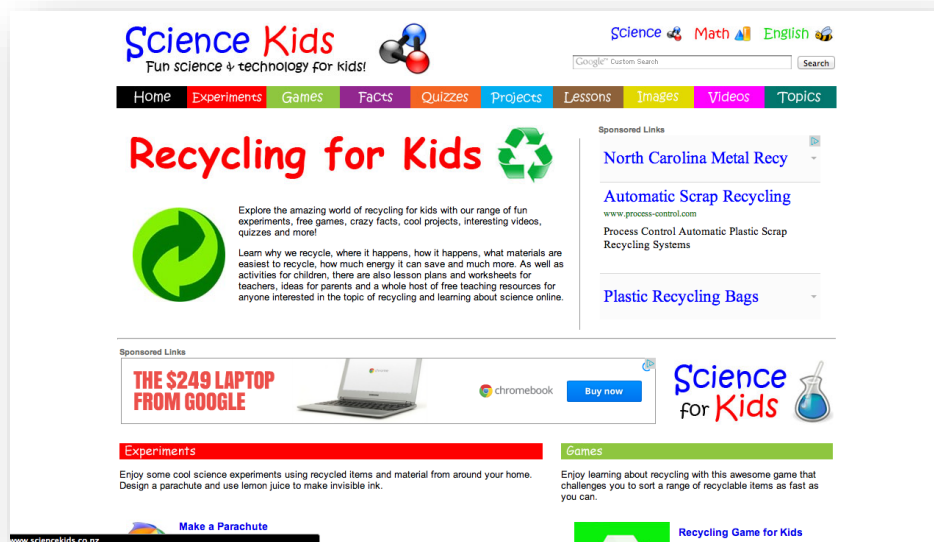 Science Kids
Fun science & technology for kids!
Science Math English
Google™ Custom Search Search
Home Experiments Games Facts Quizzes Projects Lessons Images Videos Topics
Recycling for Kids
Explore the amazing world of recycling for kids with our range of fun
experiments, free games, crazy facts, cool projects, interesting videos,
quizzes and more!
Learn why we recycle, where it happens, how it happens, what materials are
easiest to recycle, how much energy it can save and much more. As well as
activities for children, there are also lesson plans and worksheets for
teachers, ideas for parents and a whole host of free teaching resources for
anyone interested in the topic of recycling and learning about science online.
Sponsored Links
North Carolina Metal Recy
Automatic Scrap Recycling
www.process-control.com
Process Control Automatic Plastic Scrap
Recycling Systems
Plastic Recycling Bags
Sponsored Links
THE $249 LAPTOP
FROM GOOGLE
chromebook
Buy now
Science
for Kids
Experiments
Enjoy some cool science experiments using recycled items and material from around your home.
Design a parachute and use lemon juice to make invisible ink.
Make a Parachute
Games
Enjoy learning about recycling with this awesome game that
challenges you to sort a range of recyclable items as fast as
you can.
Recycling Game for Kids
www.sciencekids.co.nz